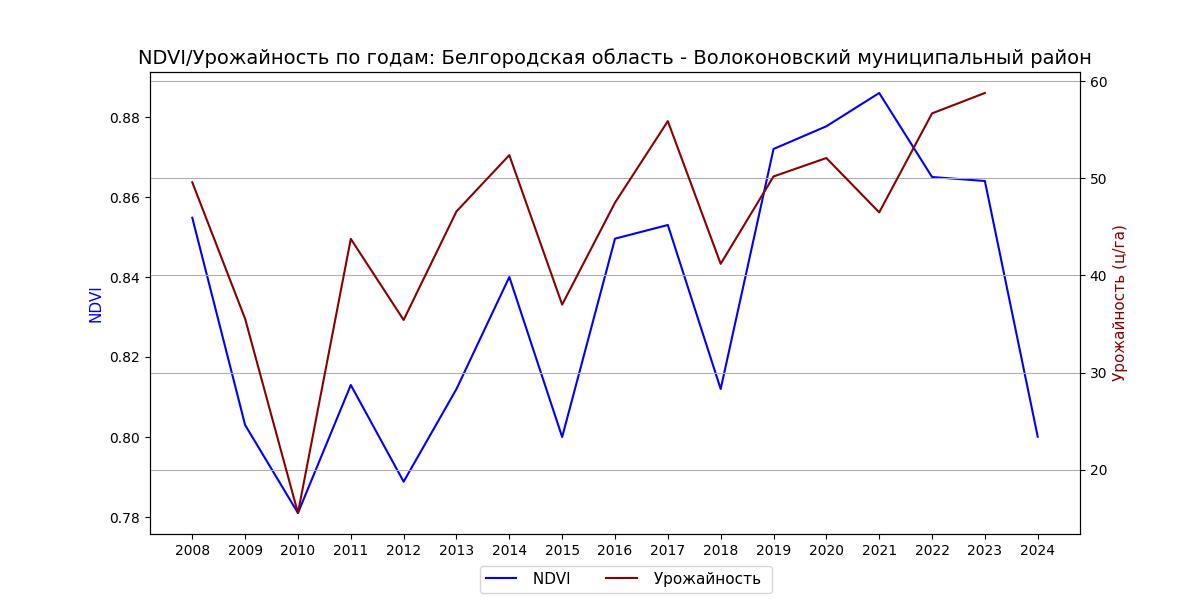 NDVI/Урожайность по годам: Белгородская область - Волоконовский муниципальный район
NDVI
0.88
0.86
0.84
0.82
0.80
0.78
60
50
40
30
20
Урожайность (ц/га)
2008 2009 2010 2011 2012 2013 2014 2015 2016 2017 2018 2019 2020 2021 2022 2023 2024
NDVI Урожайность